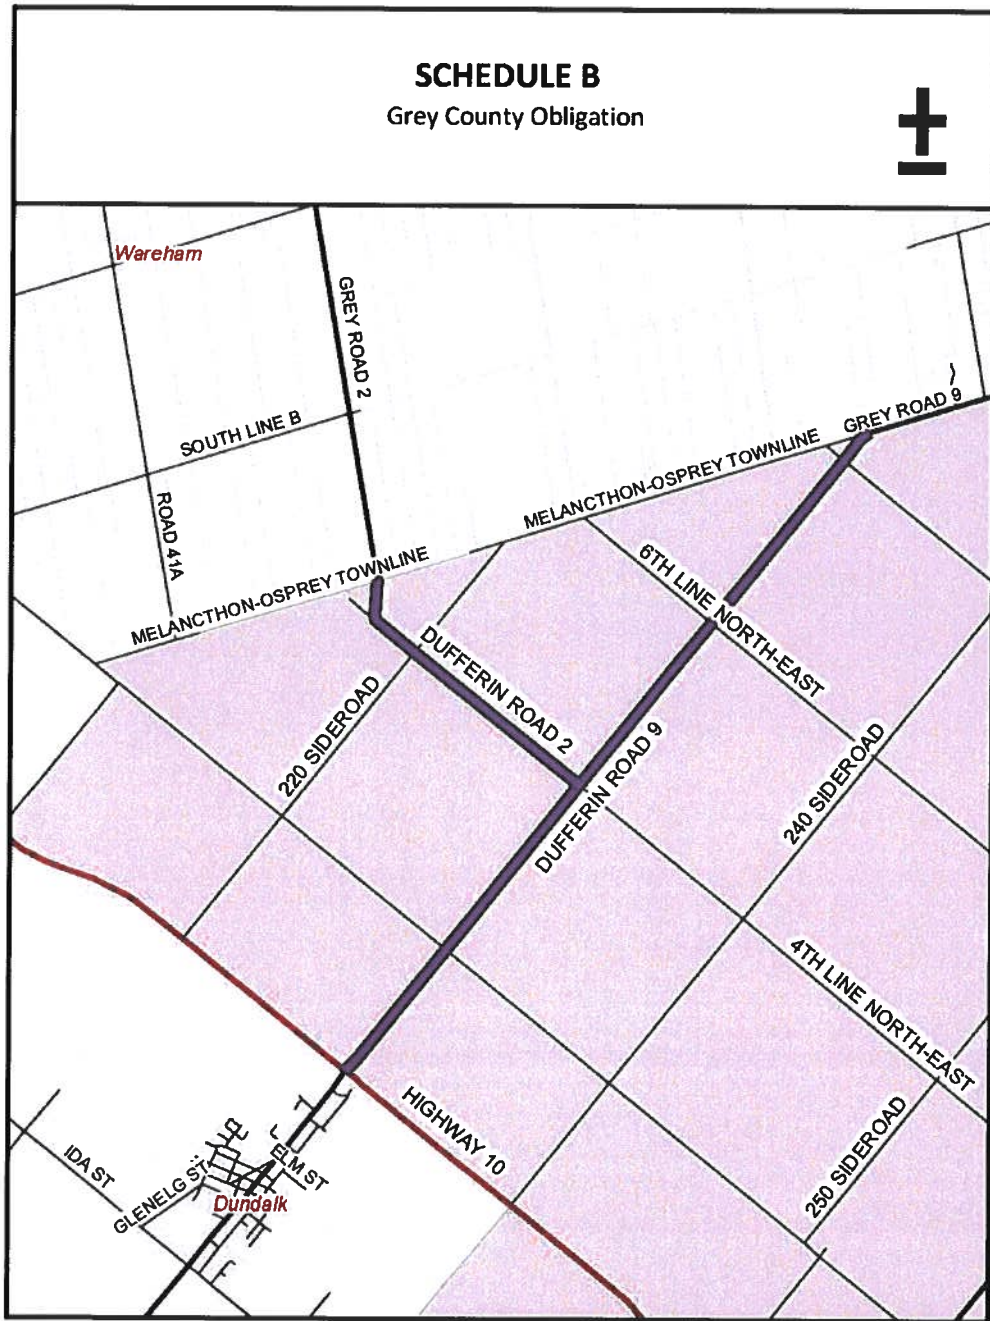 SCHEDULE B
Grey County Obligation
Wareham
GREY ROAD 2
GREY ROAD 9
SOUTH LINE B
MELANCTHON-OSPREY TOWNLINE
ROAD 41A
MELANCTHON-OSPREY TOWNLINE
6TH LINE NORTH-EAST
DUFFERIN ROAD 2
220 SIDEROAD
DUFFERIN ROAD 9
240 SIDEROAD
4TH LINE NORTH-EAST
HIGHWAY 10
250 SIDEROAD
IDA ST
ELM ST
GLENELG ST
Dundalk